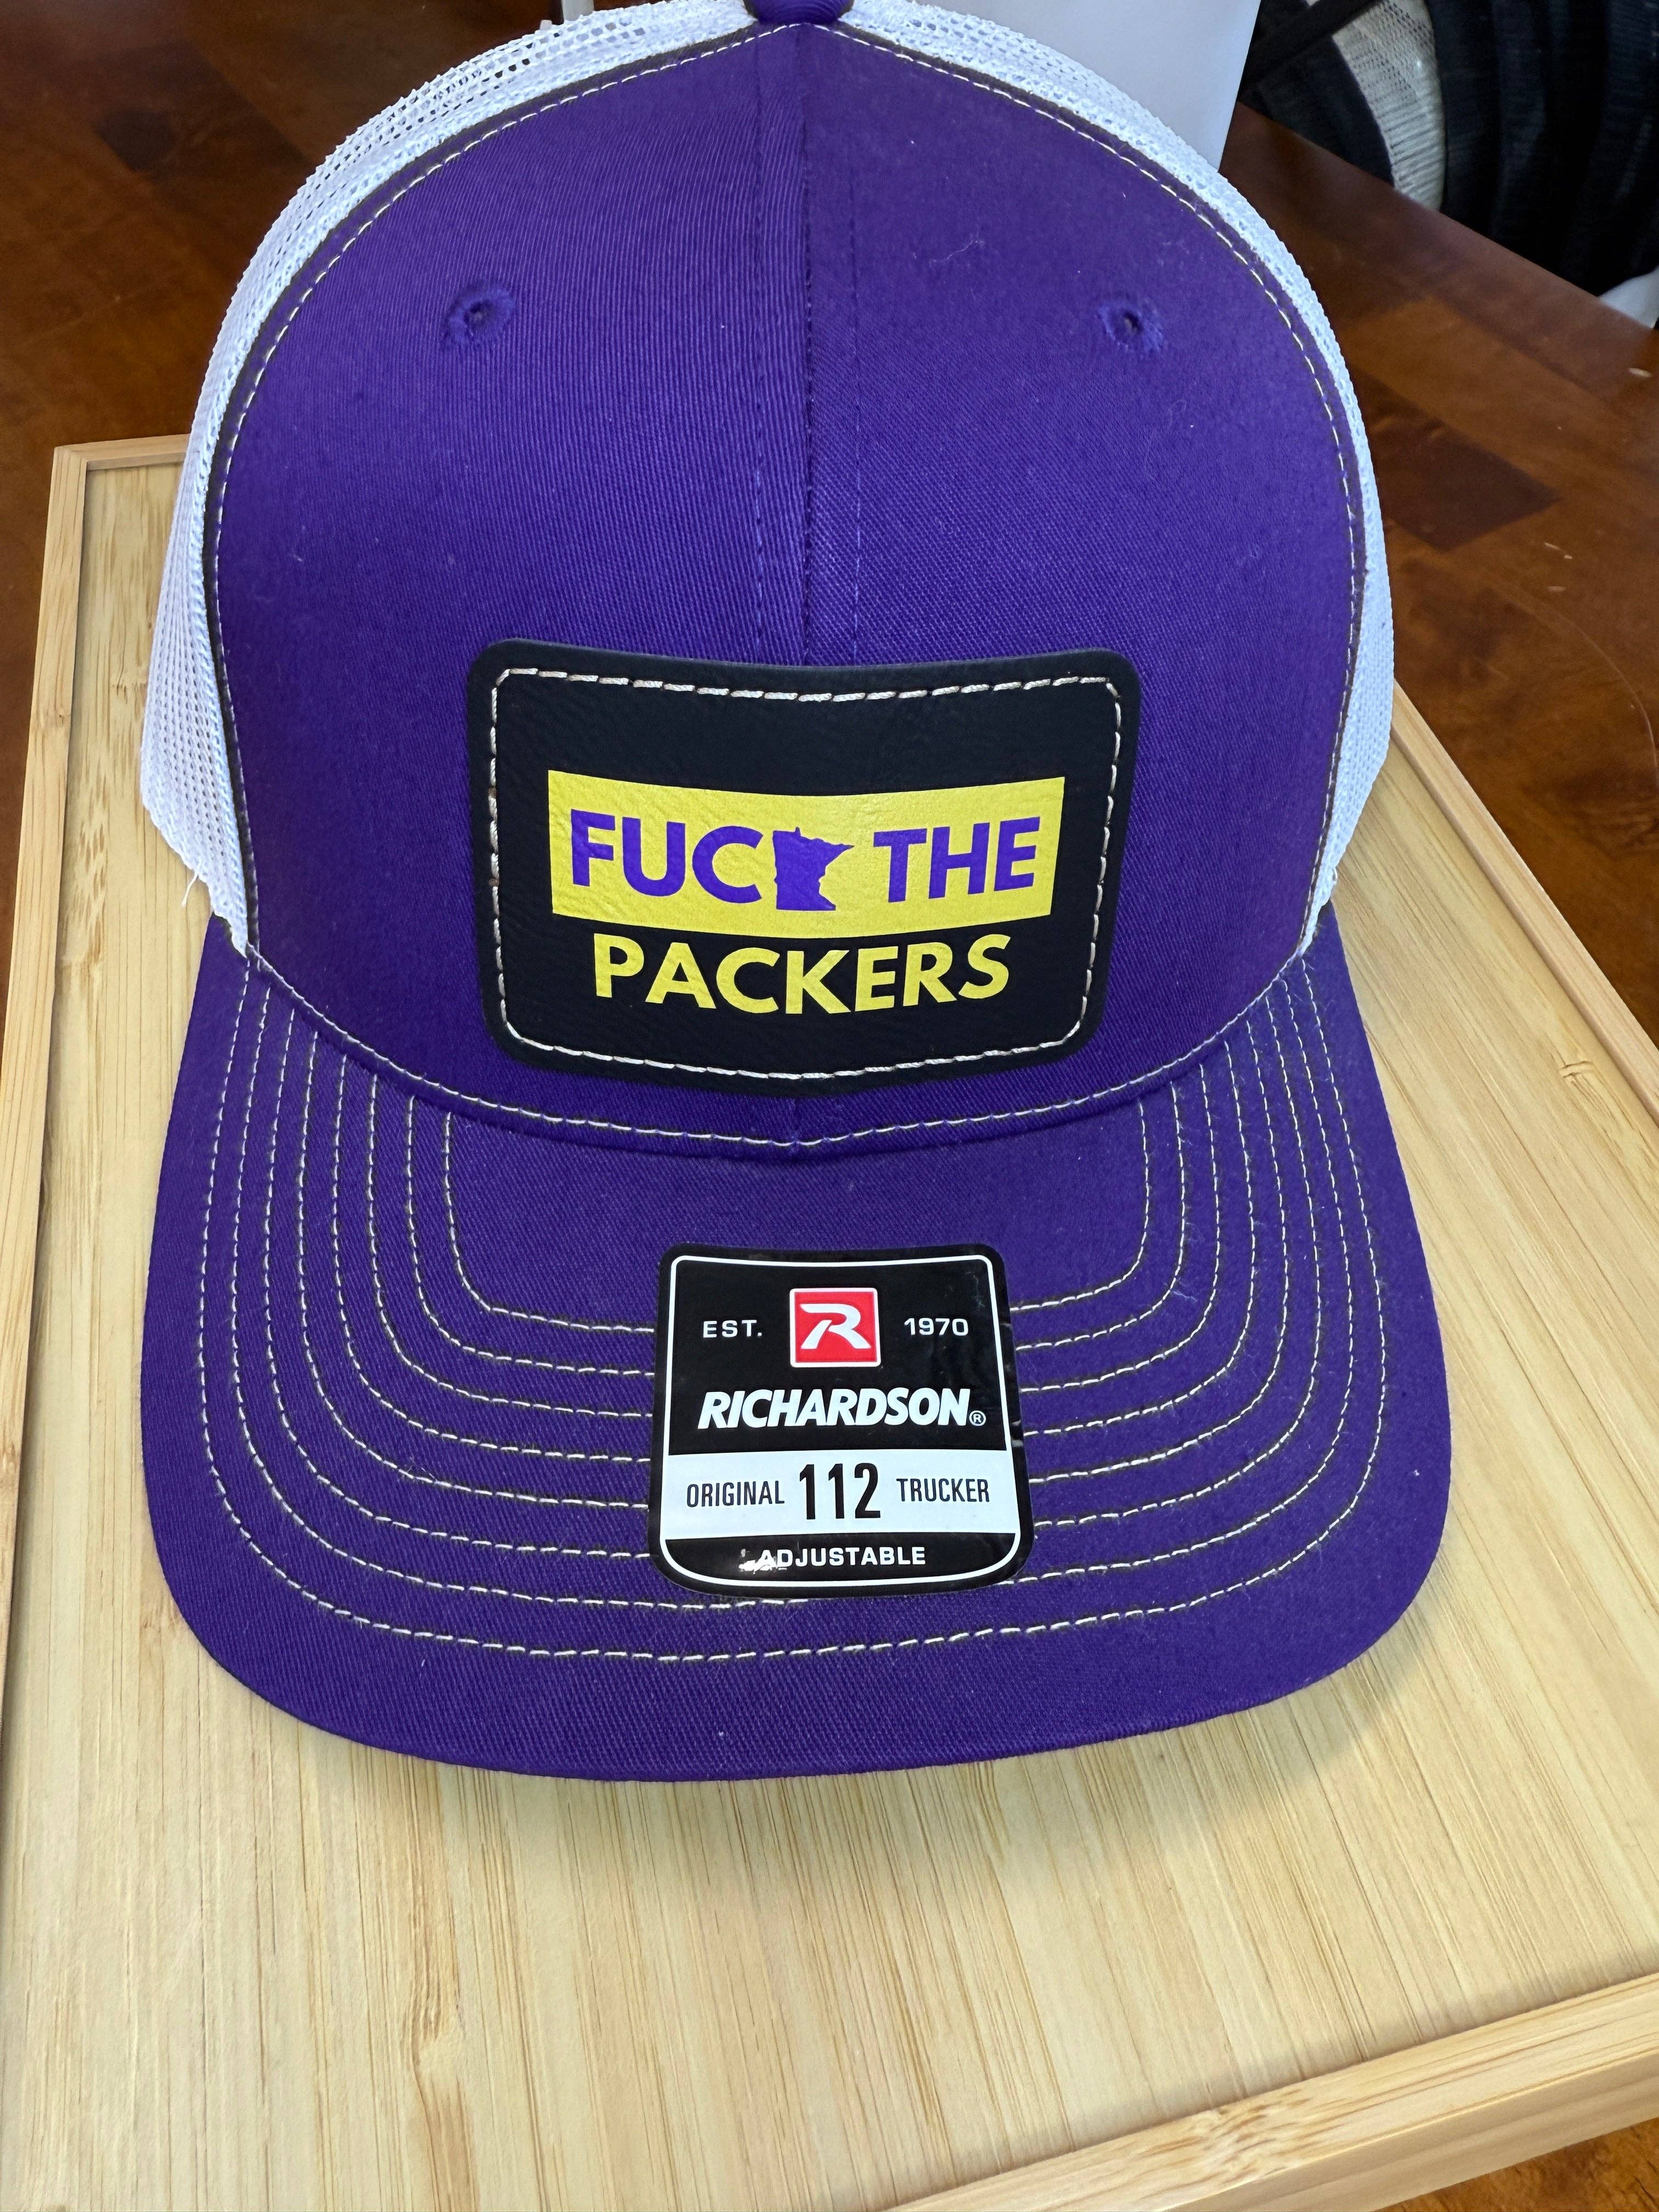 FUC THE
PACKERS
EST. R 1970
RICHARDSON®
ORIGINAL 112 TRUCKER
ADJUSTABLE